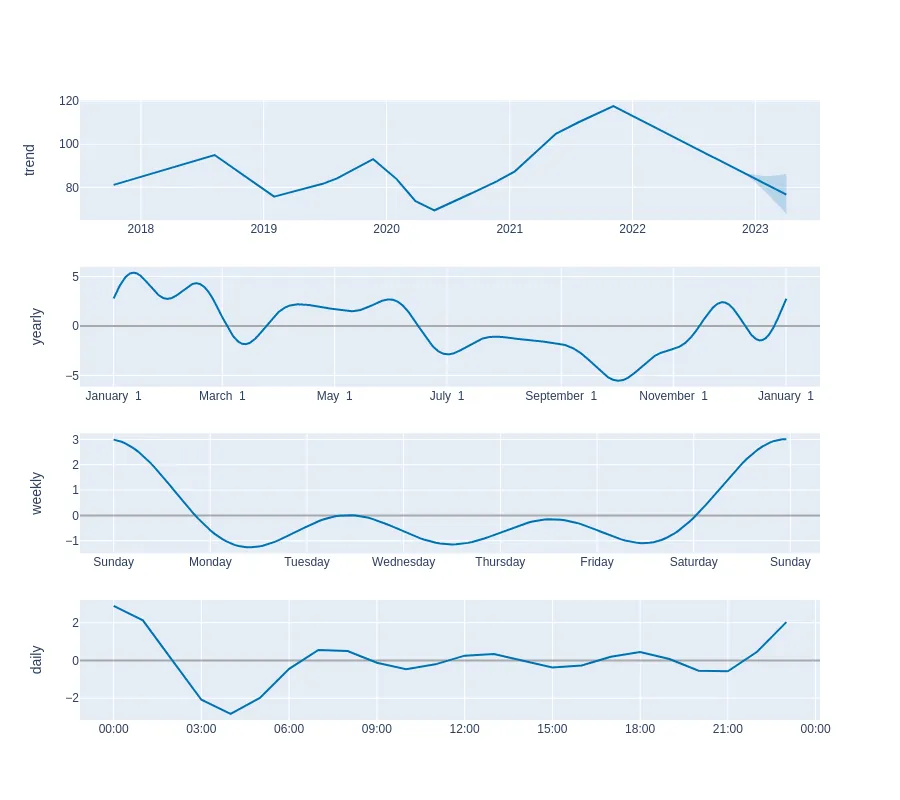 trend
120
100
80
2018 2019 2020 2021 2022 2023
yearly
5
0
−5
January 1 March 1 May 1 July 1 September 1 November 1 January 1
weekly
3
2
1
0
−1
Sunday Monday Tuesday Wednesday Thursday Friday Saturday Sunday
daily
2
0
−2
00:00 03:00 06:00 09:00 12:00 15:00 18:00 21:00 00:00